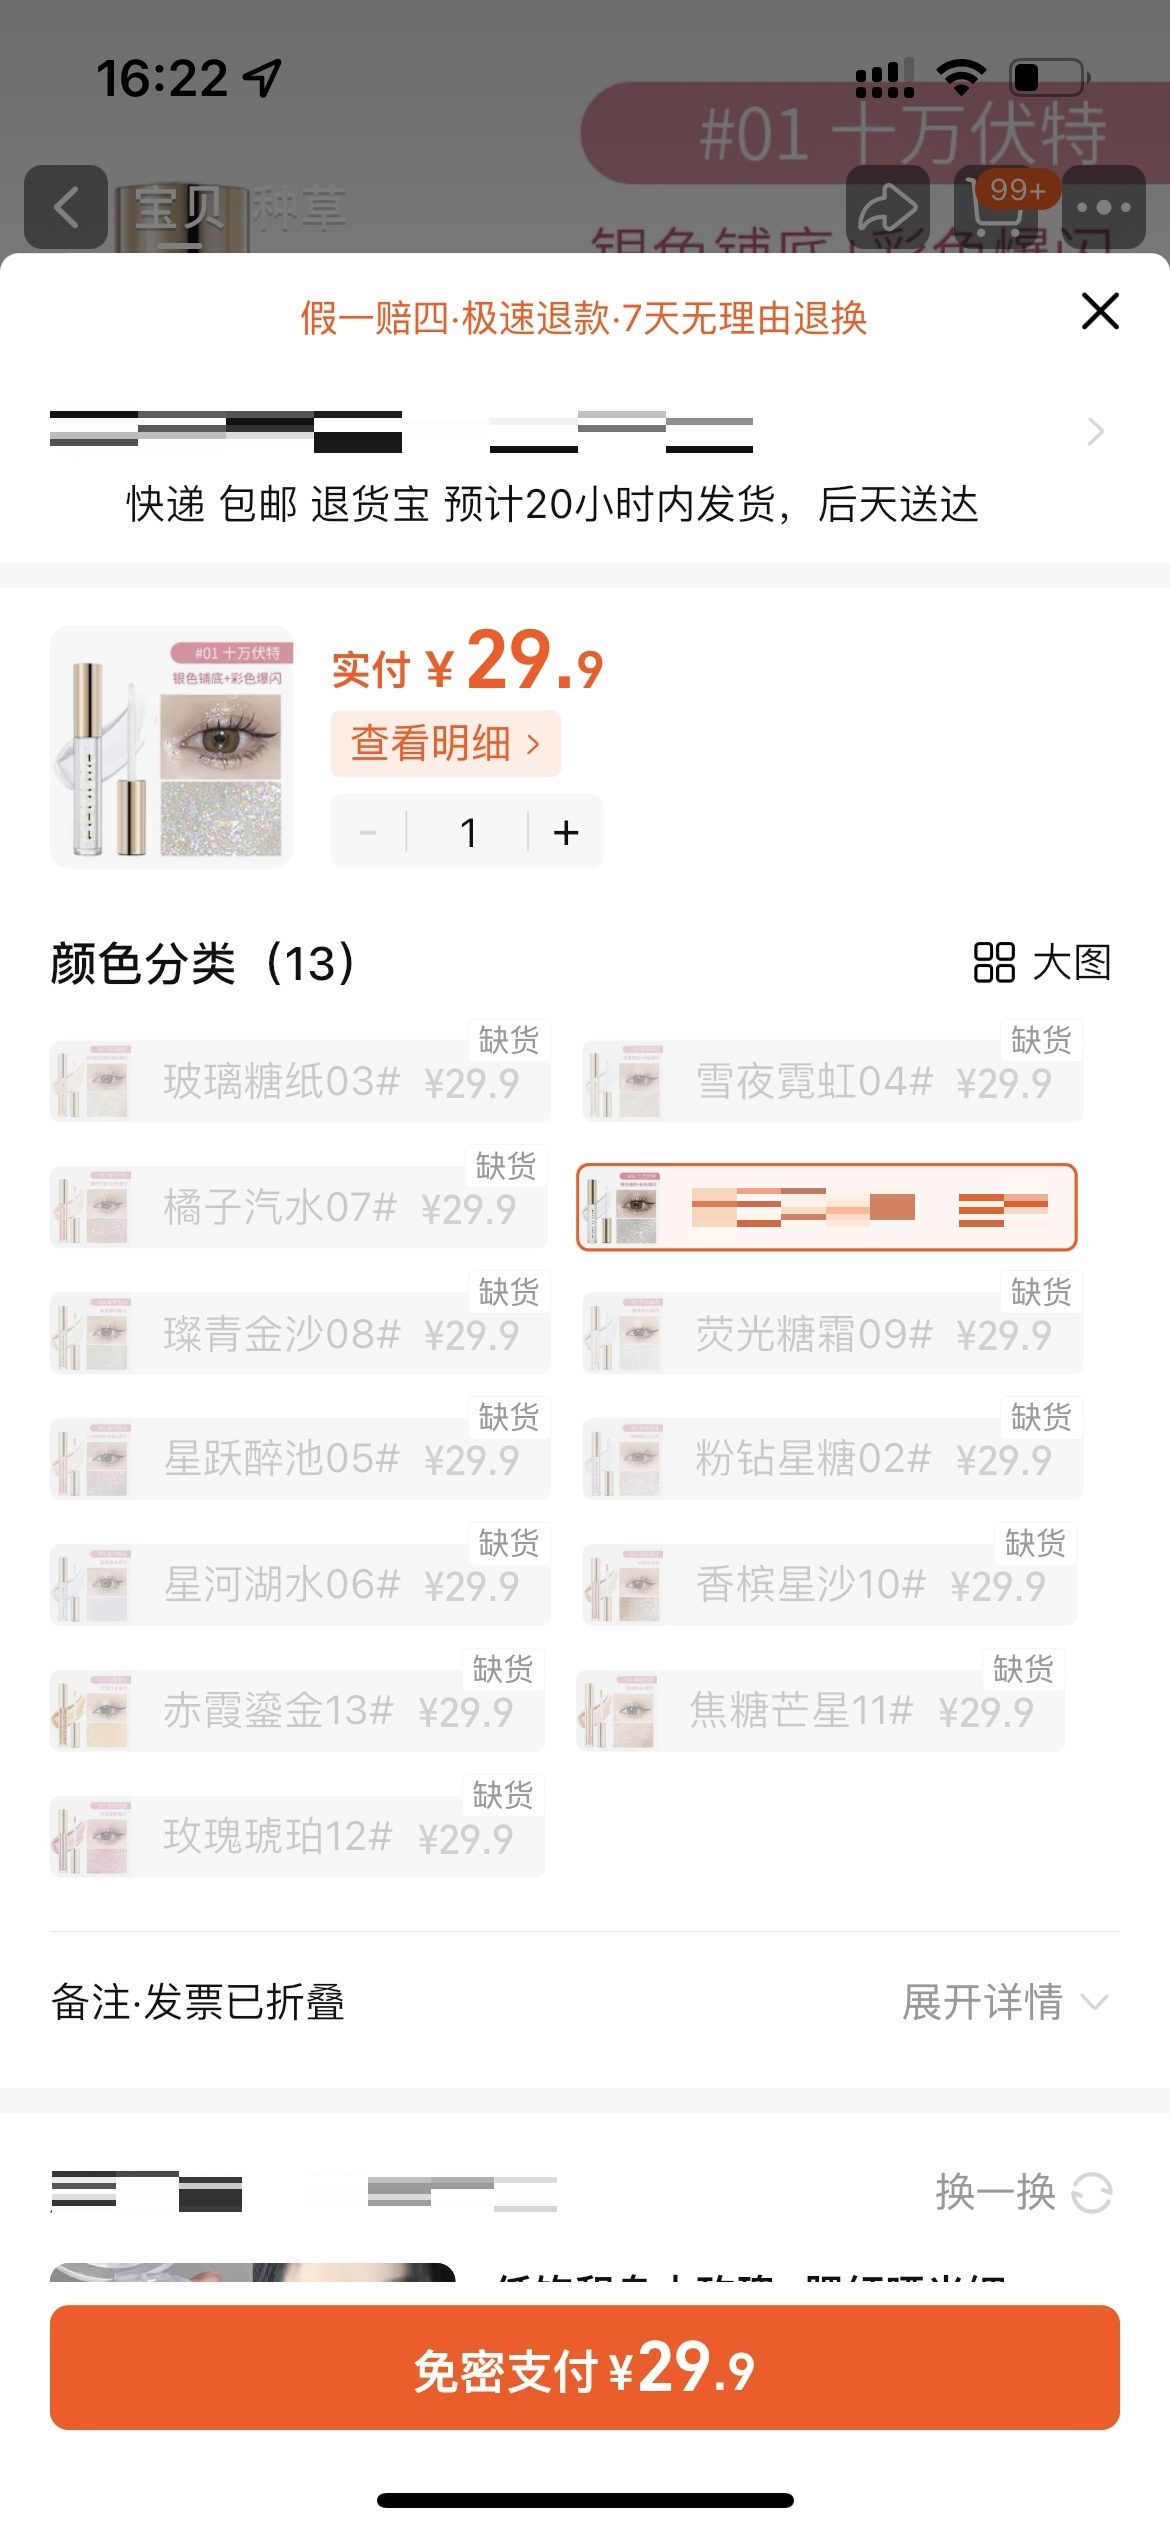 16:22
#01 十万伏特
宝贝 种草
99+
银色铺底+彩色爆闪
假一赔四·极速退款·7天无理由退换
快递 包邮 退货宝 预计20小时内发货，后天送达
#01 十万伏特
银色铺底+彩色爆闪
实付 ¥ 29.9
查看明细 >
- 1 +
颜色分类（13）
大图
缺货
玻璃糖纸03# ¥29.9
缺货
雪夜霓虹04# ¥29.9
缺货
橘子汽水07# ¥29.9
缺货
璨青金沙08# ¥29.9
缺货
荧光糖霜09# ¥29.9
缺货
星跃醉池05# ¥29.9
缺货
粉钻星糖02# ¥29.9
缺货
星河湖水06# ¥29.9
缺货
香槟星沙10# ¥29.9
缺货
赤霞鎏金13# ¥29.9
缺货
焦糖芒星11# ¥29.9
缺货
玫瑰琥珀12# ¥29.9
备注·发票已折叠
展开详情
换一换
免密支付 ¥29.9